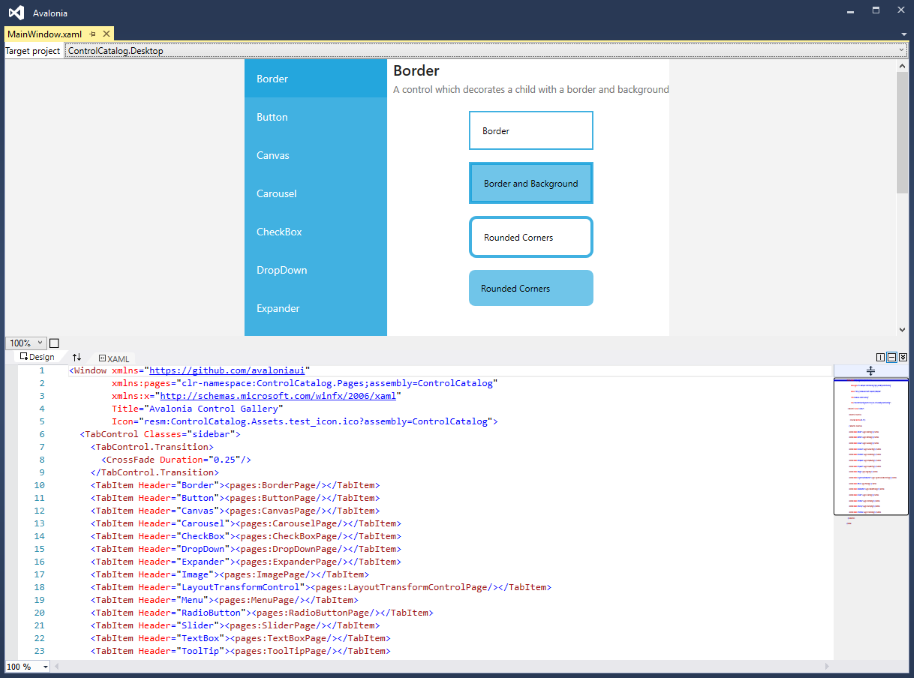 Avalonia
MainWindow.xaml
Target project ControlCatalog.Desktop
Border
Button
Canvas
Carousel
CheckBox
DropDown
Expander
Border
A control which decorates a child with a border and background
Border
Border and Background
Rounded Corners
Rounded Corners
100%
Design XAML
1 <Window xmlns="https://github.com/avaloniaui"
2 xmlns:pages="clr-namespace:ControlCatalog.Pages;assembly=ControlCatalog"
3 xmlns:x="http://schemas.microsoft.com/winfx/2006/xaml"
4 Title="Avalonia Control Gallery"
5 Icon="resm:ControlCatalog.Assets.test_icon.ico?assembly=ControlCatalog">
6 <TabControl Classes="sidebar">
7 <TabControl.Transition>
8 <CrossFade Duration="0.25"/>
9 </TabControl.Transition>
10 <TabItem Header="Border"><pages:BorderPage/></TabItem>
11 <TabItem Header="Button"><pages:ButtonPage/></TabItem>
12 <TabItem Header="Canvas"><pages:CanvasPage/></TabItem>
13 <TabItem Header="Carousel"><pages:CarouselPage/></TabItem>
14 <TabItem Header="CheckBox"><pages:CheckBoxPage/></TabItem>
15 <TabItem Header="DropDown"><pages:DropDownPage/></TabItem>
16 <TabItem Header="Expander"><pages:ExpanderPage/></TabItem>
17 <TabItem Header="Image"><pages:ImagePage/></TabItem>
18 <TabItem Header="LayoutTransformControl"><pages:LayoutTransformControlPage/></TabItem>
19 <TabItem Header="Menu"><pages:MenuPage/></TabItem>
20 <TabItem Header="RadioButton"><pages:RadioButtonPage/></TabItem>
21 <TabItem Header="Slider"><pages:SliderPage/></TabItem>
22 <TabItem Header="TextBox"><pages:TextBoxPage/></TabItem>
23 <TabItem Header="ToolTip"><pages:ToolTipPage/></TabItem>
100 %